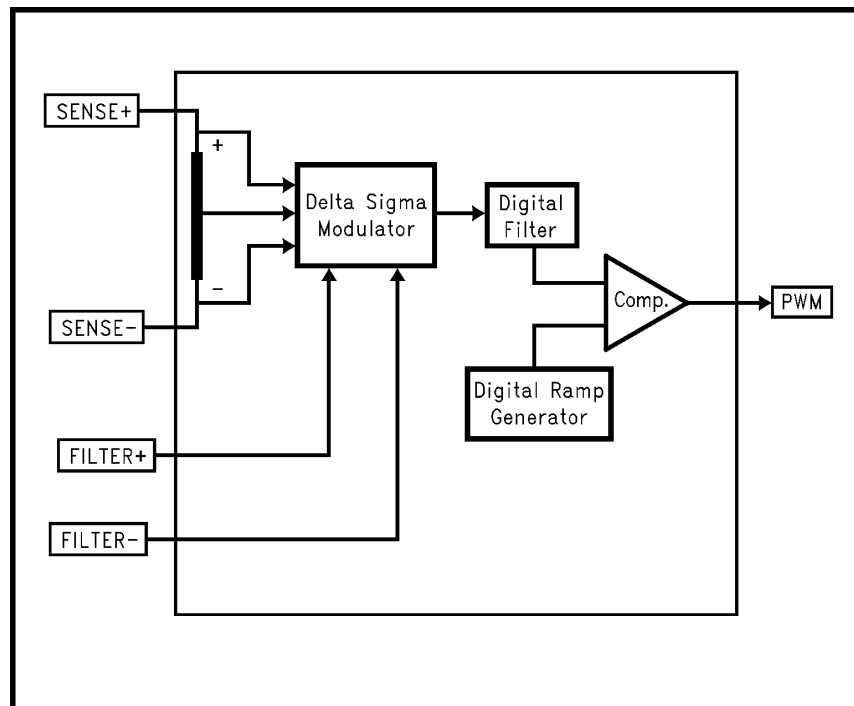 SENSE+
+
Delta Sigma
Modulator
Digital
Filter
−
Comp.
PWM
SENSE−
Digital Ramp
Generator
FILTER+
FILTER−